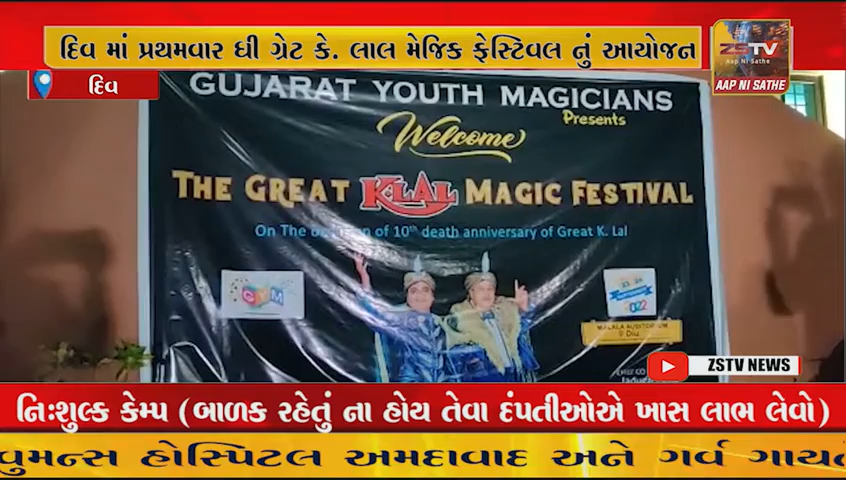 દિવ માં પ્રથમવાર ધી ગ્રેટ કે. લાલ મેજિક ફેસ્ટિવલ નું આયોજન
ZSTV
Aap Ni Sathe
AAP NI SATHE
દિવ
GUJARAT YOUTH MAGICIANS
Presents
Welcome
THE GREAT K.LAL MAGIC FESTIVAL
On The of 10th death anniversary of Great K. Lal
GYM
MALALA AUDITORIUM
Diu
ZSTV NEWS
નિઃશુલ્ક કેમ્પ (બાળક રહેતું ના હોય તેવા દંપતીઓએ ખાસ લાભ લેવો)
વુમન્સ હોસ્પિટલ અમદાવાદ અને ગર્વ ગાયન